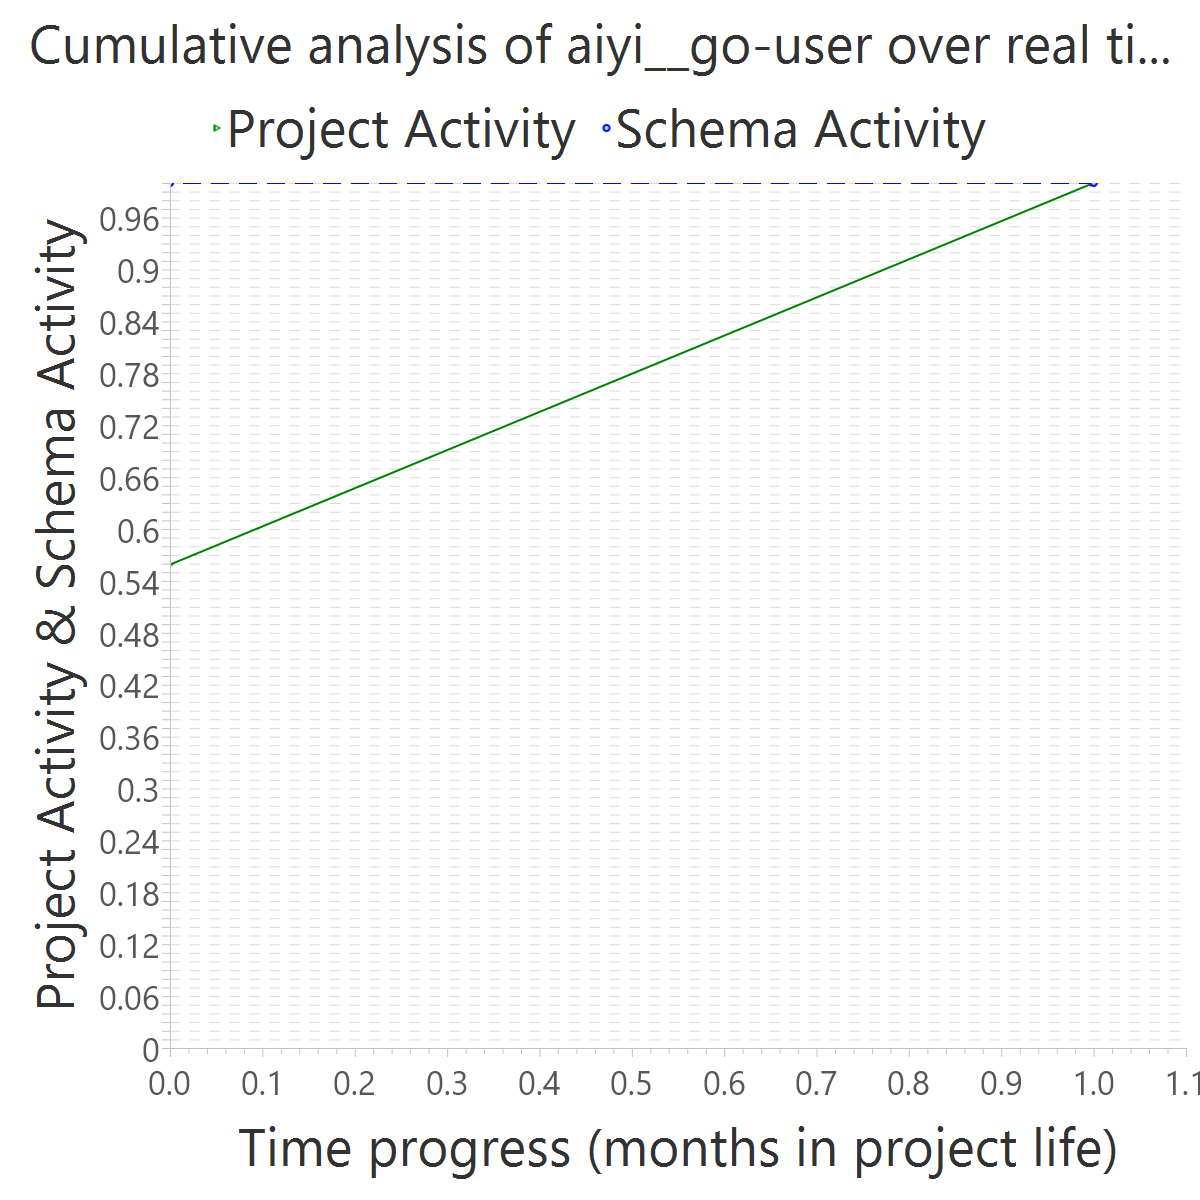 Cumulative analysis of aiyi__go-user over real ti...
Project Activity
Schema Activity
Project Activity & Schema Activity
0.96
0.9
0.84
0.78
0.72
0.66
0.6
0.54
0.48
0.42
0.36
0.3
0.24
0.18
0.12
0.06
0
0.0 0.1 0.2 0.3 0.4 0.5 0.6 0.7 0.8 0.9 1.0 1.1
Time progress (months in project life)